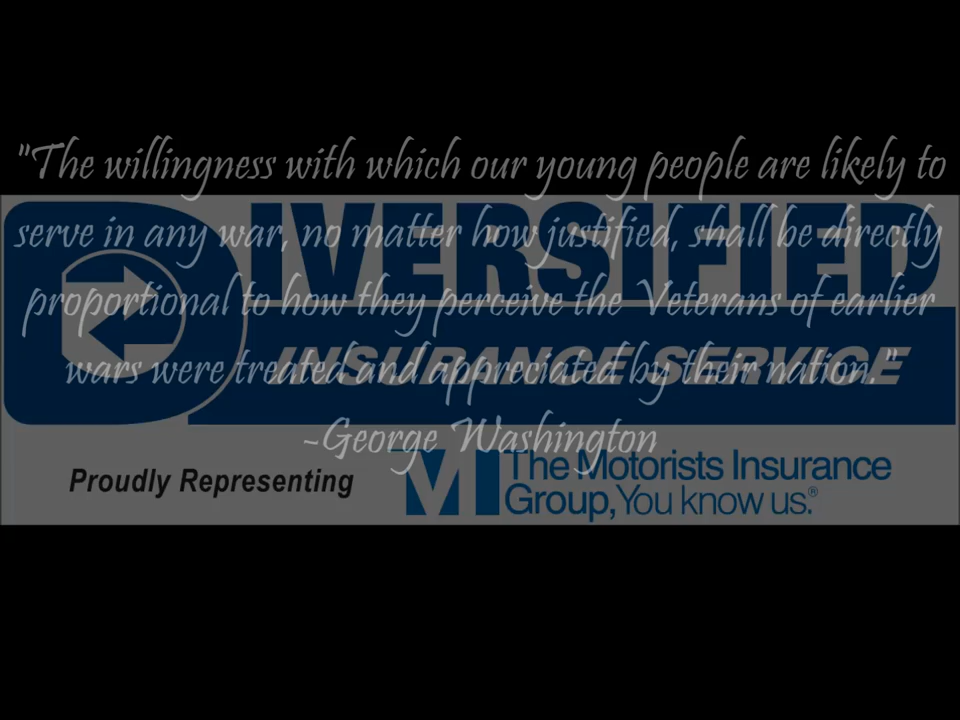 "The willingness with which our young people are likely to
serve in any war, no matter how justified, shall be directly
proportional to how they perceive the Veterans of earlier
wars were treated and appreciated by their nation."
~George Washington
DIVERSIFIED
INSURANCE SERVICE
Proudly Representing
The Motorists Insurance
Group, You know us.®